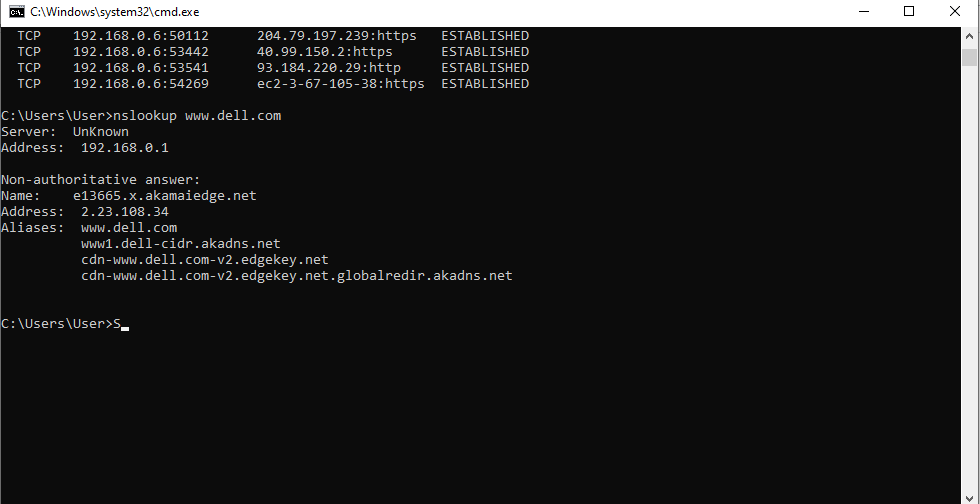 C:\Windows\system32\cmd.exe
TCP 192.168.0.6:50112 204.79.197.239:https ESTABLISHED
TCP 192.168.0.6:53442 40.99.150.2:https ESTABLISHED
TCP 192.168.0.6:53541 93.184.220.29:http ESTABLISHED
TCP 192.168.0.6:54269 ec2-3-67-105-38:https ESTABLISHED
C:\Users\User>nslookup www.dell.com
Server: UnKnown
Address: 192.168.0.1
Non-authoritative answer:
Name: e13665.x.akamaiedge.net
Address: 2.23.108.34
Aliases: www.dell.com
www1.dell-cidr.akadns.net
cdn-www.dell.com-v2.edgekey.net
cdn-www.dell.com-v2.edgekey.net.globalredir.akadns.net
C:\Users\User>S